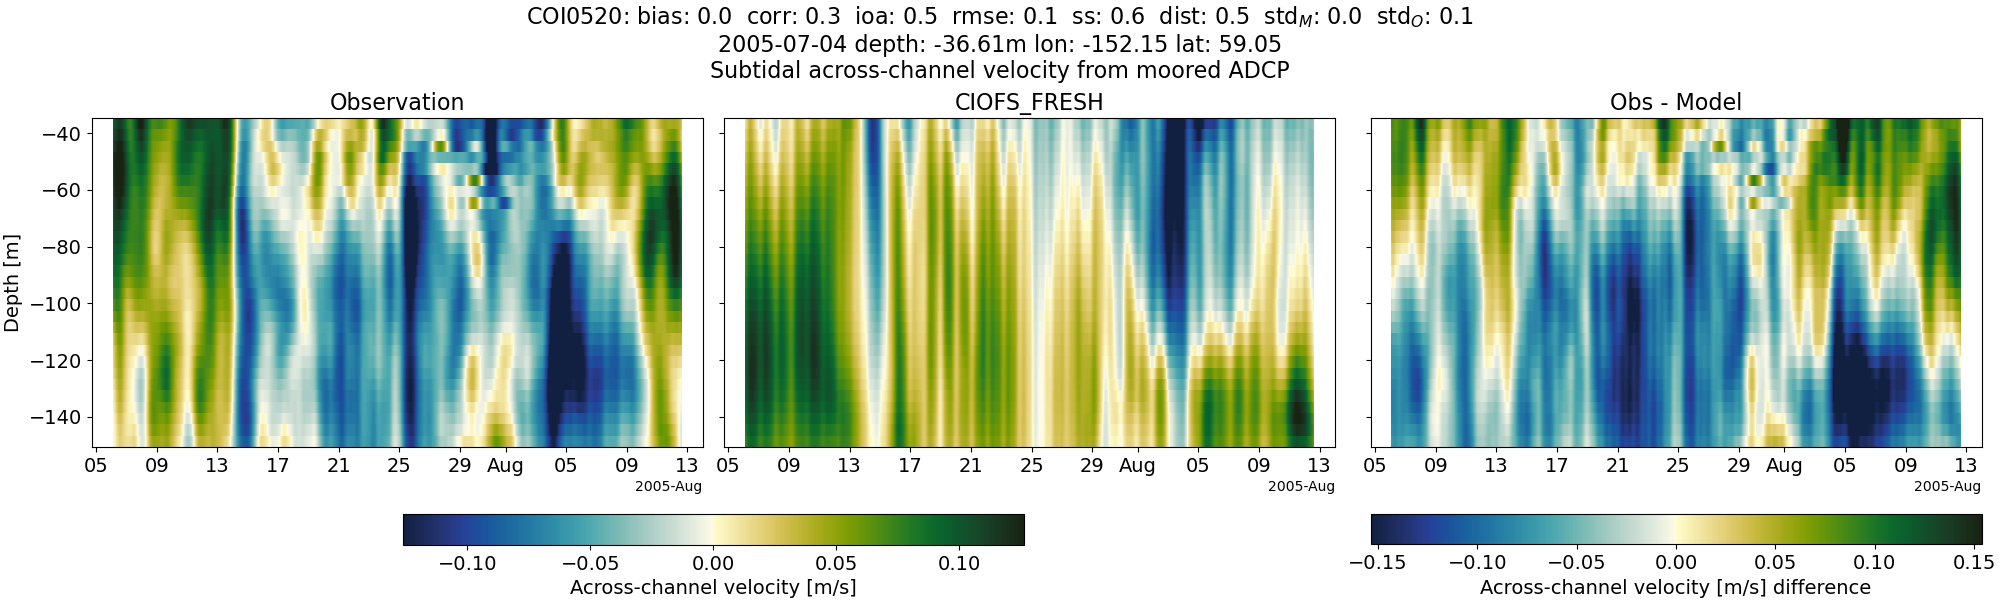 COI0520: bias: 0.0 corr: 0.3 ioa: 0.5 rmse: 0.1 ss: 0.6 dist: 0.5 std_M: 0.0 std_O: 0.1
2005-07-04 depth: -36.61m lon: -152.15 lat: 59.05
Subtidal across-channel velocity from moored ADCP
Observation
CIOFS_FRESH
Obs - Model
Depth [m]
−40
−60
−80
−100
−120
−140
05 09 13 17 21 25 29 Aug 05 09 13
2005-Aug
05 09 13 17 21 25 29 Aug 05 09 13
2005-Aug
05 09 13 17 21 25 29 Aug 05 09 13
2005-Aug
−0.10 −0.05 0.00 0.05 0.10
Across-channel velocity [m/s]
−0.15 −0.10 −0.05 0.00 0.05 0.10 0.15
Across-channel velocity [m/s] difference